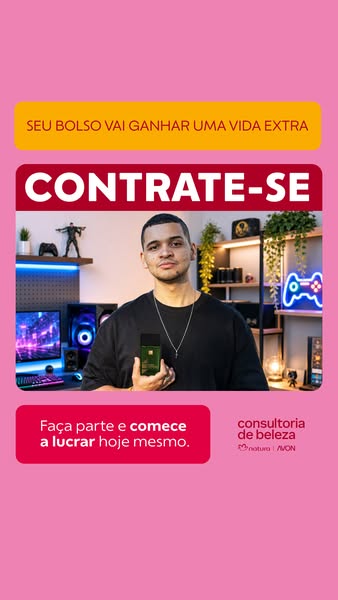 SEU BOLSO VAI GANHAR UMA VIDA EXTRA
CONTRATE-SE
Faça parte e comece
a lucrar hoje mesmo.
consultoria
de beleza
natura | AVON